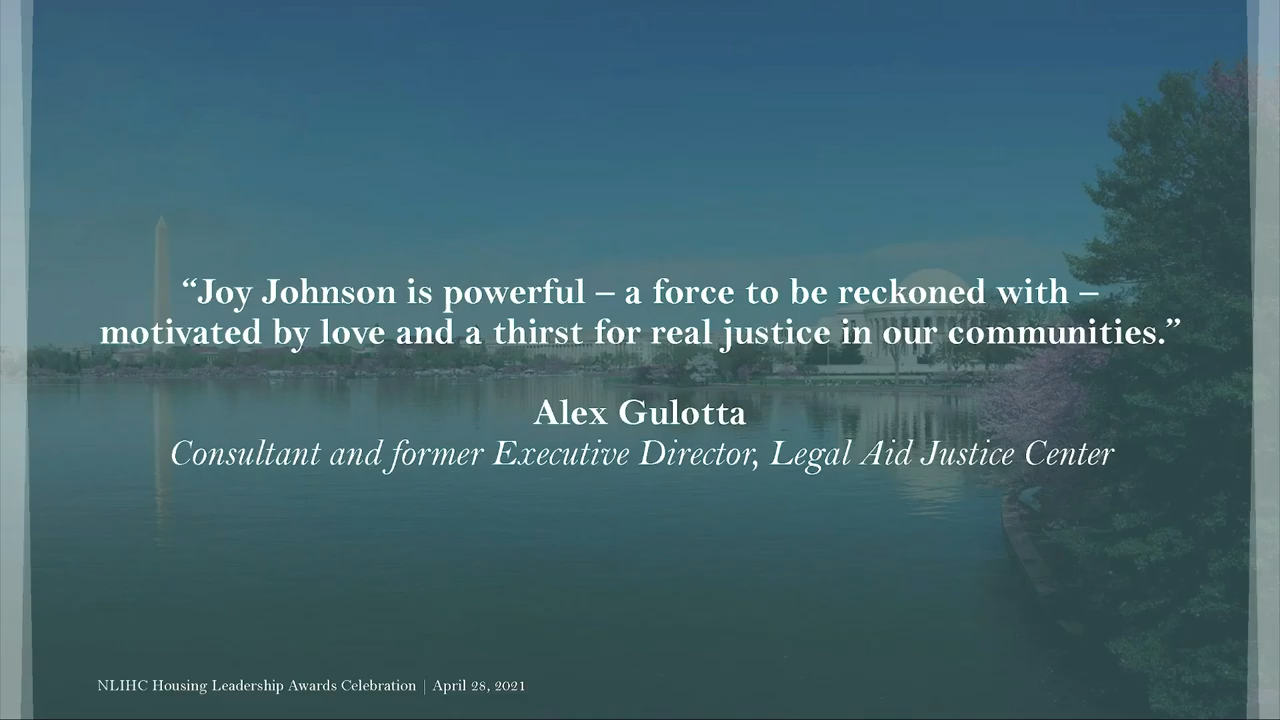 “Joy Johnson is powerful – a force to be reckoned with –
motivated by love and a thirst for real justice in our communities.”
Alex Gulotta
Consultant and former Executive Director, Legal Aid Justice Center
NLIHC Housing Leadership Awards Celebration | April 28, 2021